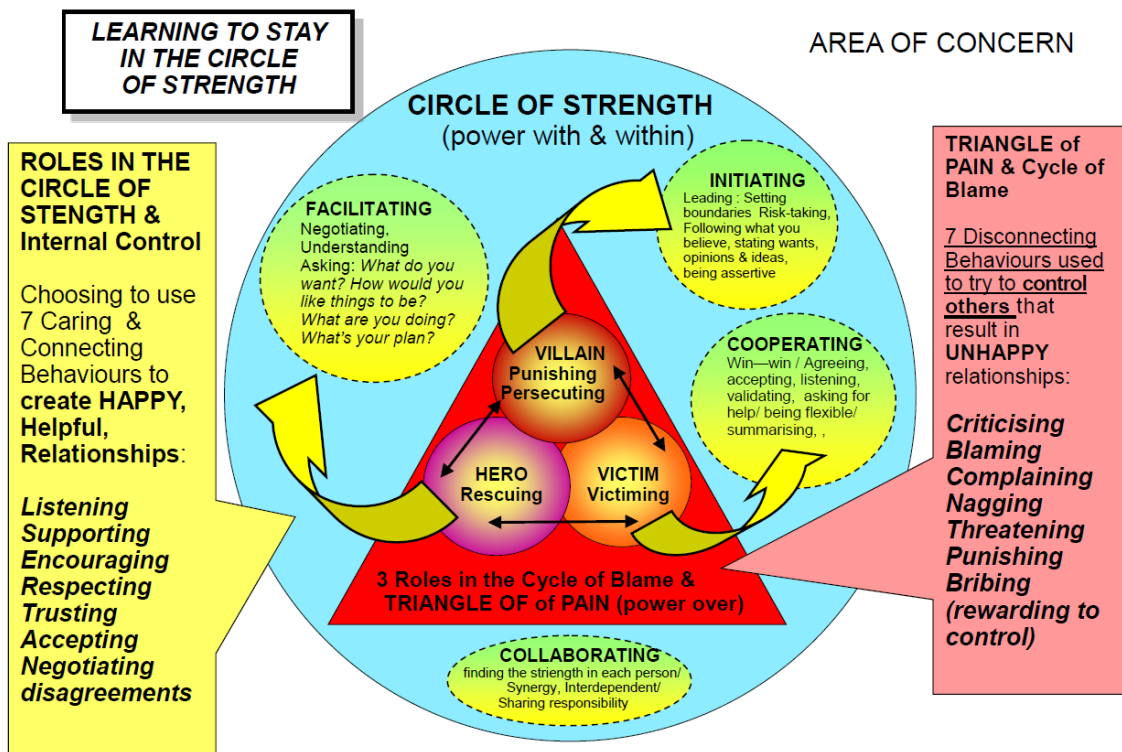 LEARNING TO STAY
IN THE CIRCLE
OF STRENGTH
AREA OF CONCERN
CIRCLE OF STRENGTH
(power with & within)
ROLES IN THE
CIRCLE OF
STENGTH &
Internal Control
Choosing to use
7 Caring &
Connecting
Behaviours to
create HAPPY,
Helpful,
Relationships:
Listening
Supporting
Encouraging
Respecting
Trusting
Accepting
Negotiating
disagreements
FACILITATING
Negotiating,
Understanding
Asking: What do you
want? How would you
like things to be?
What are you doing?
What's your plan?
INITIATING
Leading : Setting
boundaries Risk-taking,
Following what you
believe, stating wants,
opinions & ideas,
being assertive
COOPERATING
Win—win / Agreeing,
accepting, listening,
validating, asking for
help/ being flexible/
summarising, ,
VILLAIN
Punishing
Persecuting
HERO
Rescuing
VICTIM
Victiming
3 Roles in the Cycle of Blame &
TRIANGLE OF of PAIN (power over)
COLLABORATING
finding the striength in each person/
Synergy, Interdependent/
Sharing responsibility
TRIANGLE of
PAIN & Cycle of
Blame
7 Disconnecting
Behaviours used
to try to control
others that
result in
UNHAPPY
relationships:
Criticising
Blaming
Complaining
Nagging
Threatening
Punishing
Bribing
(rewarding to
control)